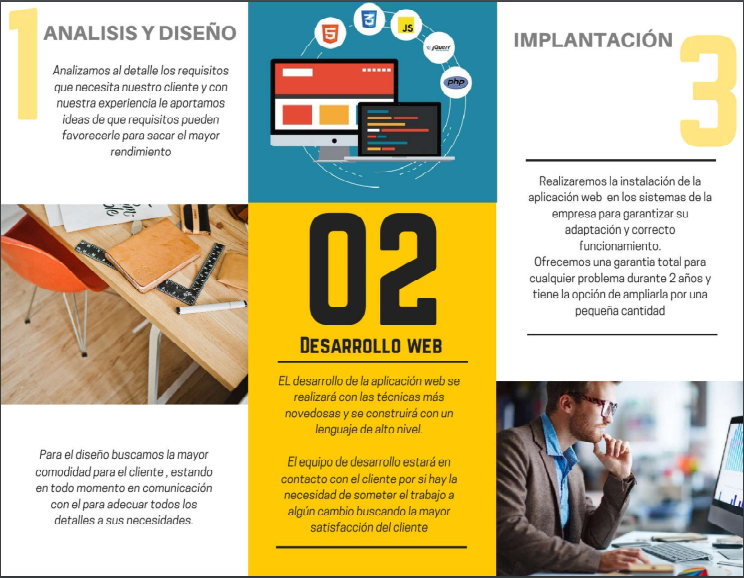 1
ANALISIS Y DISEÑO
Analizamos al detalle los requisitos
que necesita nuestro cliente y con
nuestra experiencia le aportamos
ideas de que requisitos pueden
favorecerle para sacar el mayor
rendimiento
Para el diseño buscamos la mayor
comodidad para el cliente , estando
en todo momento en comunicación
con el para adecuar todos los
detalles a sus necesidades.
5
3
JS
jQUERY
php
02
DESARROLLO WEB
EL desarrollo de la aplicación web se
realizará con las técnicas más
novedosas y se construirá con un
lenguaje de alto nivel.
El equipo de desarrollo estará en
contacto con el cliente por si hay la
necesidad de someter el trabajo a
algún cambio buscando la mayor
satisfacción del cliente
IMPLANTACIÓN
3
Realizaremos la instalación de la
aplicación web en los sistemas de la
empresa para garantizar su
adaptación y correcto
funcionamiento.
Ofrecemos una garantia total para
cualquier problema durante 2 años y
tiene la opción de ampliarla por una
pequeña cantidad